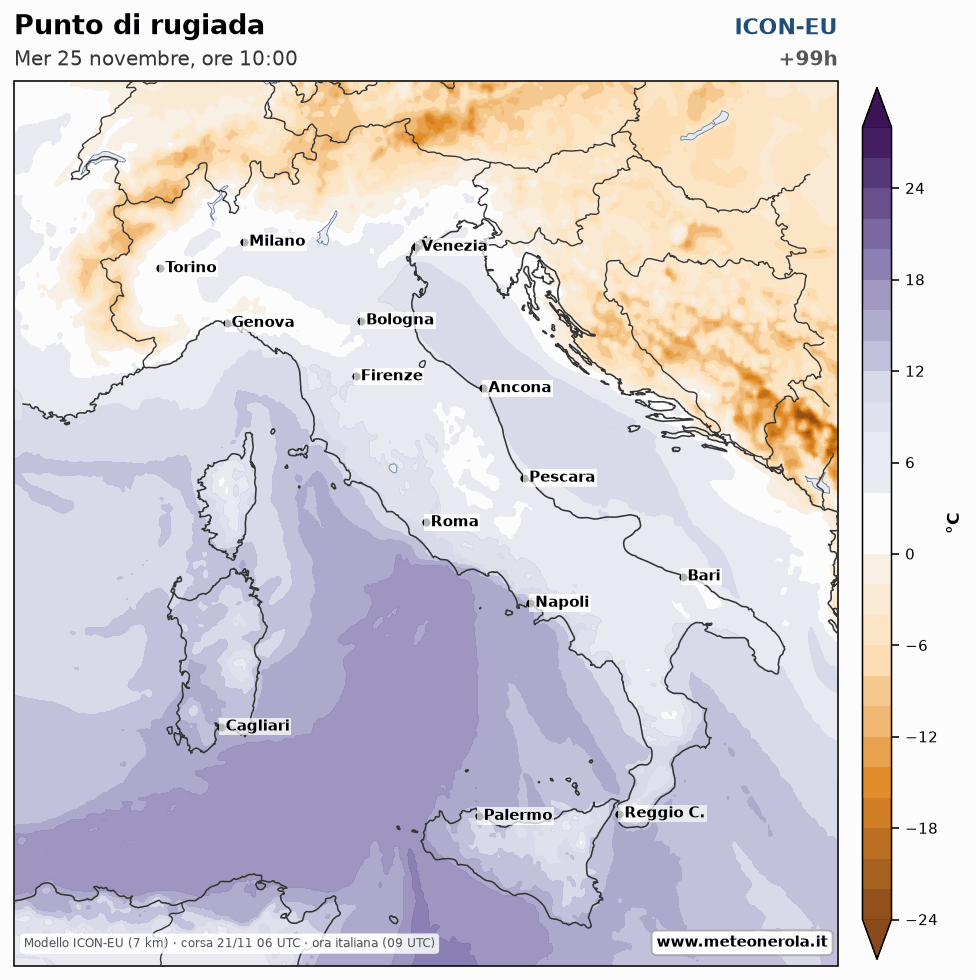 Punto di rugiada
ICON-EU
Mer 25 novembre, ore 10:00
+99h
Milano
Venezia
Torino
Genova
Bologna
Firenze
Ancona
Pescara
Roma
Bari
Napoli
Cagliari
Palermo
Reggio C.
24
18
12
6
0
−6
−12
−18
−24
°C
Modello ICON-EU (7 km) · corsa 21/11 06 UTC · ora italiana (09 UTC)
www.meteonerola.it